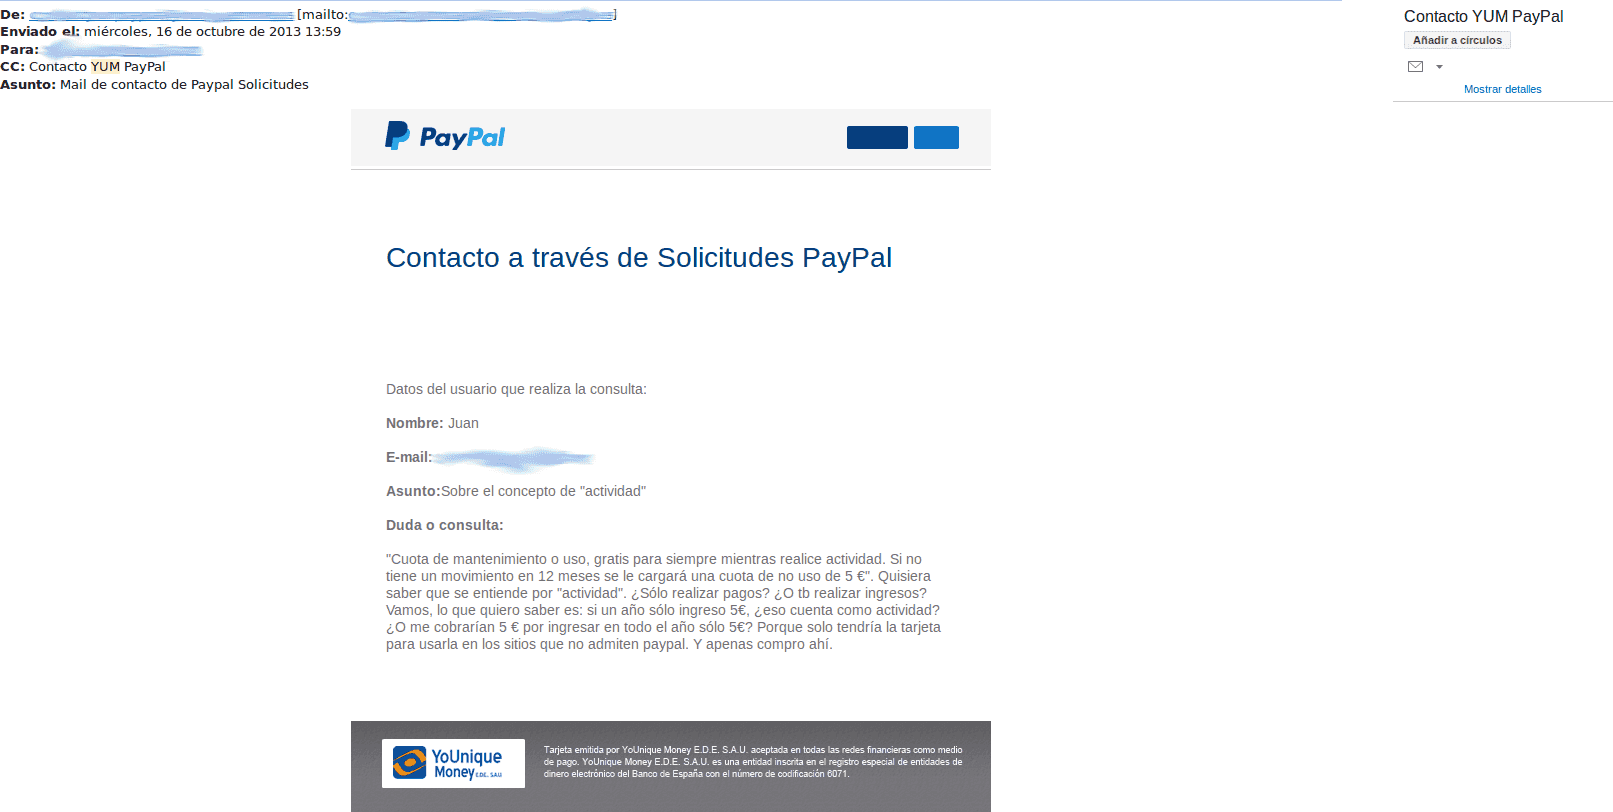 De: [mailto: ]
Enviado el: miércoles, 16 de octubre de 2013 13:59
Para:
CC: Contacto YUM PayPal
Asunto: Mail de contacto de Paypal Solicitudes
Contacto YUM PayPal
Añadir a círculos
Mostrar detalles
PayPal
Contacto a través de Solicitudes PayPal
Datos del usuario que realiza la consulta:
Nombre: Juan
E-mail:
Asunto:Sobre el concepto de "actividad"
Duda o consulta:
"Cuota de mantenimiento o uso, gratis para siempre mientras realice actividad. Si no
tiene un movimiento en 12 meses se le cargará una cuota de no uso de 5 €". Quisiera
saber que se entiende por "actividad". ¿Sólo realizar pagos? ¿O tb realizar ingresos?
Vamos, lo que quiero saber es: si un año sólo ingreso 5€, ¿eso cuenta como actividad?
¿O me cobrarían 5 € por ingresar en todo el año sólo 5€? Porque solo tendría la tarjeta
para usarla en los sitios que no admiten paypal. Y apenas compro ahí.
YoUnique
Money E.D.E. SAU
Tarjeta emitida por YoUnique Money E.D.E. S.A.U. aceptada en todas las redes financieras como medio
de pago. YoUnique Money E.D.E. S.A.U. es una entidad inscrita en el registro especial de entidades de
dinero electrónico del Banco de España con el número de codificación 6071.